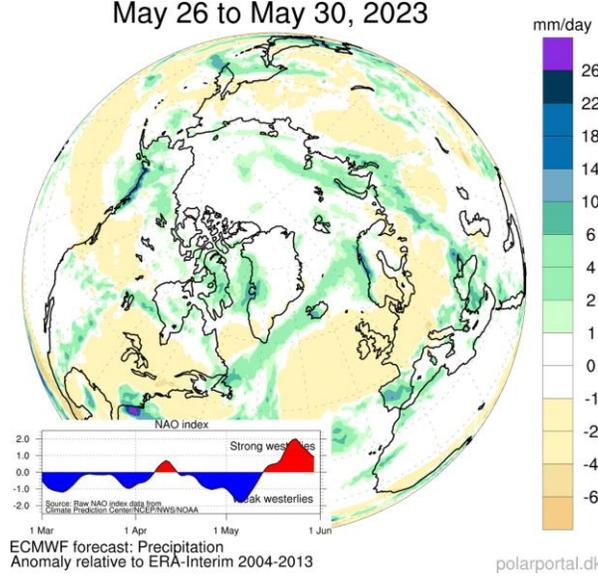 May 26 to May 30, 2023
mm/day
26
22
18
14
10
6
4
2
1
0
-1
-2
-4
-6
NAO index
2.0
1.0
0.0
-1.0
-2.0
Strong westerlies
Weak westerlies
Source: Raw NAO index data from
Climate Prediction Center/NCEP/NWS/NOAA
1 Mar 1 Apr 1 May 1 Jun
ECMWF forecast: Precipitation
Anomaly relative to ERA-Interim 2004-2013
polarportal.dk